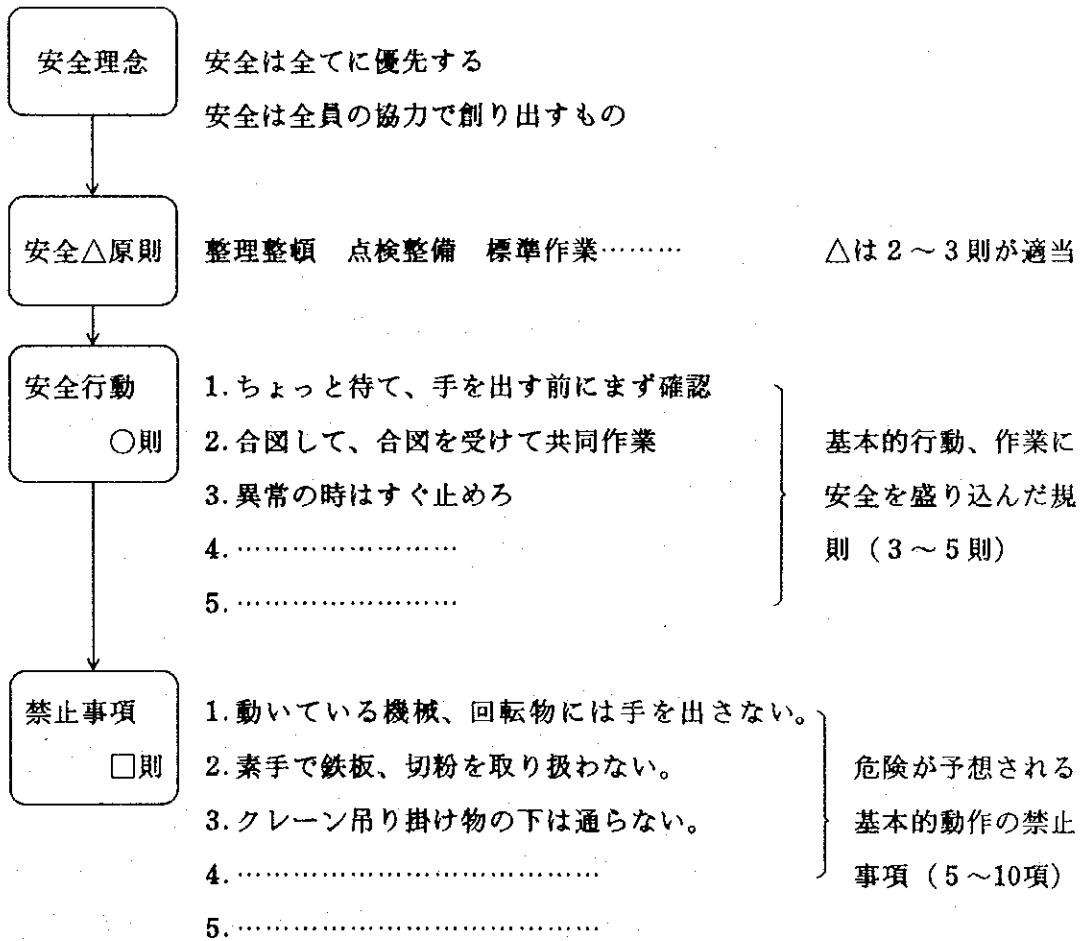 安全理念 安全は全てに優先する
安全は全員の協力で創り出すもの
安全△原則 整理整頓 点検整備 標準作業……… △は2～3則が適当
安全行動 1.ちょっと待て、手を出す前にまず確認
○則 2.合図して、合図を受けて共同作業 基本的行動、作業に
3.異常の時はすぐ止めろ 安全を盛り込んだ規
4.…………………… 則（3～5則）
5.……………………
禁止事項 1.動いている機械、回転物には手を出さない。
□則 2.素手で鉄板、切粉を取り扱わない。 危険が予想される
3.クレーン吊り掛け物の下は通らない。 基本的動作の禁止
4.………………………………… 事項（5～10項）
5.…………………………………